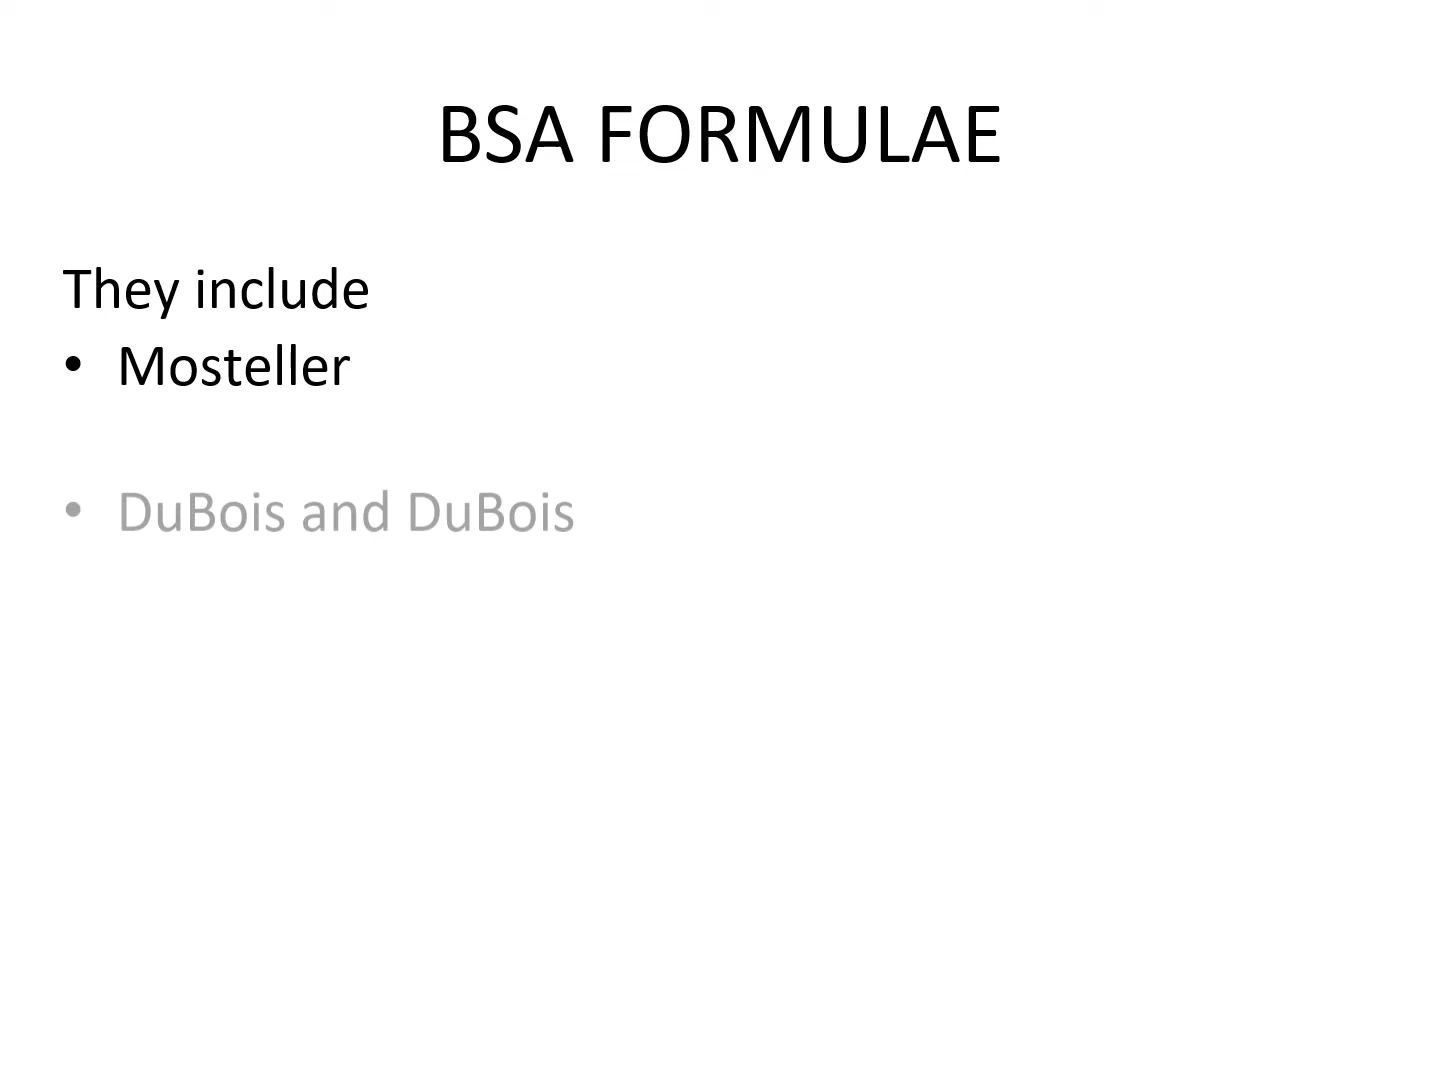 BSA FORMULAE
They include
• Mosteller
• DuBois and DuBois